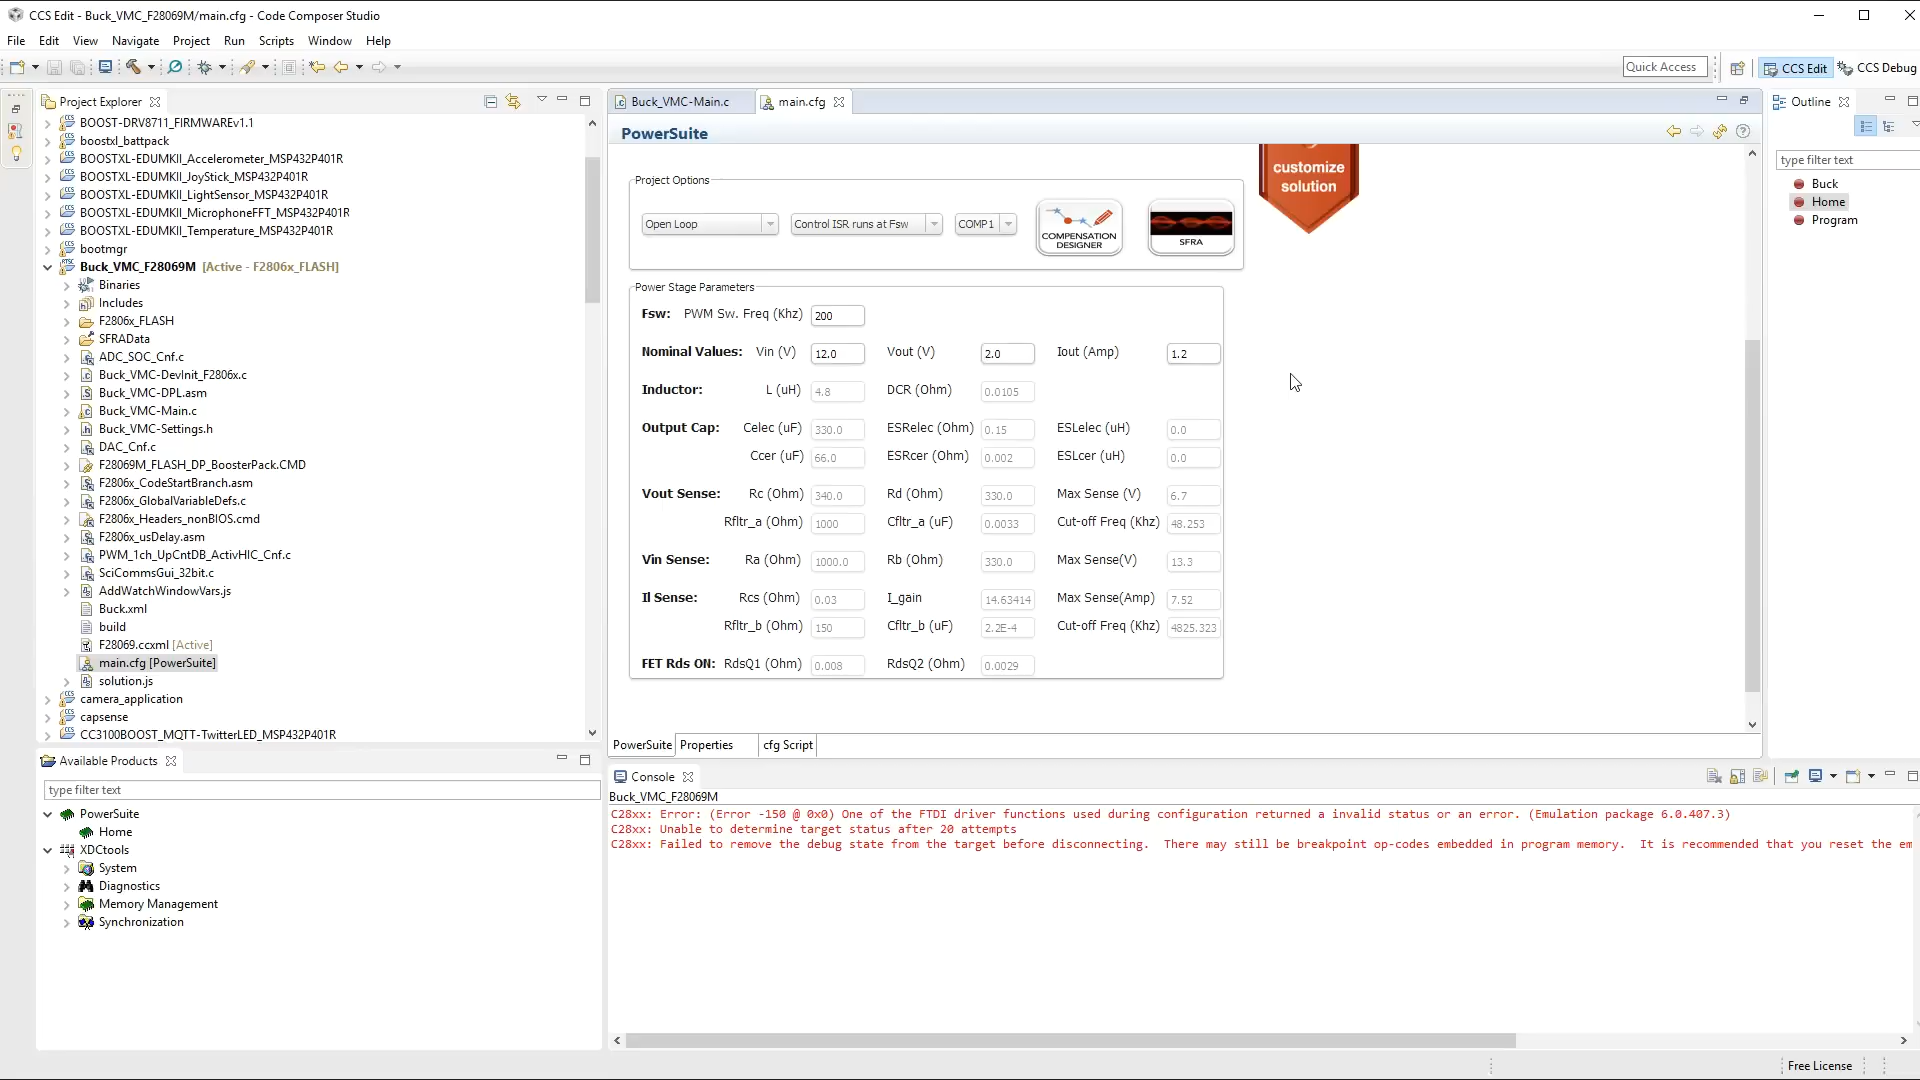 CCS Edit - Buck_VMC_F28069M/main.cfg - Code Composer Studio
File Edit View Navigate Project Run Scripts Window Help
Quick Access
CCS Edit
CCS Debug
Project Explorer
BOOST-DRV8711_FIRMWAREv1.1
boostxl_battpack
BOOSTXL-EDUMKII_Accelerometer_MSP432P401R
BOOSTXL-EDUMKII_JoyStick_MSP432P401R
BOOSTXL-EDUMKII_LightSensor_MSP432P401R
BOOSTXL-EDUMKII_MicrophoneFFT_MSP432P401R
BOOSTXL-EDUMKII_Temperature_MSP432P401R
bootmgr
Buck_VMC_F28069M [Active - F2806x_FLASH]
Binaries
Includes
F2806x_FLASH
SFRAData
ADC_SOC_Cnf.c
Buck_VMC-DevInit_F2806x.c
Buck_VMC-DPL.asm
Buck_VMC-Main.c
Buck_VMC-Settings.h
DAC_Cnf.c
F28069M_FLASH_DP_BoosterPack.CMD
F2806x_CodeStartBranch.asm
F2806x_GlobalVariableDefs.c
F2806x_Headers_nonBIOS.cmd
F2806x_usDelay.asm
PWM_1ch_UpCntDB_ActivHIC_Cnf.c
SciCommsGui_32bit.c
AddWatchWindowVars.js
Buck.xml
build
F28069.ccxml [Active]
main.cfg [PowerSuite]
solution.js
camera_application
capsense
CC3100BOOST_MQTT-TwitterLED_MSP432P401R
Available Products
type filter text
PowerSuite
Home
XDCtools
System
Diagnostics
Memory Management
Synchronization
Buck_VMC-Main.c
main.cfg
PowerSuite
customize
solution
Project Options
Open Loop
Control ISR runs at Fsw
COMP1
COMPENSATION
DESIGNER
SFRA
Power Stage Parameters
Fsw: PWM Sw. Freq (Khz) 200
Nominal Values: Vin (V) 12.0 Vout (V) 2.0 Iout (Amp) 1.2
Inductor: L (uH) 4.8 DCR (Ohm) 0.0105
Output Cap: Celec (uF) 330.0 ESRelec (Ohm) 0.15 ESLelec (uH) 0.0
Ccer (uF) 66.0 ESRcer (Ohm) 0.002 ESLcer (uH) 0.0
Vout Sense: Rc (Ohm) 340.0 Rd (Ohm) 330.0 Max Sense (V) 6.7
Rfltr_a (Ohm) 1000 Cfltr_a (uF) 0.0033 Cut-off Freq (Khz) 48.253
Vin Sense: Ra (Ohm) 1000.0 Rb (Ohm) 330.0 Max Sense(V) 13.3
Il Sense: Rcs (Ohm) 0.03 I_gain 14.63414 Max Sense(Amp) 7.52
Rfltr_b (Ohm) 150 Cfltr_b (uF) 2.2E-4 Cut-off Freq (Khz) 4825.323
FET Rds ON: RdsQ1 (Ohm) 0.008 RdsQ2 (Ohm) 0.0029
PowerSuite Properties cfg Script
Outline
type filter text
Buck
Home
Program
Console
Buck_VMC_F28069M
C28xx: Error: (Error -150 @ 0x0) One of the FTDI driver functions used during configuration returned a invalid status or an error. (Emulation package 6.0.407.3)
C28xx: Unable to determine target status after 20 attempts
C28xx: Failed to remove the debug state from the target before disconnecting.  There may still be breakpoint op-codes embedded in program memory.  It is recommended that you reset the em
Free License